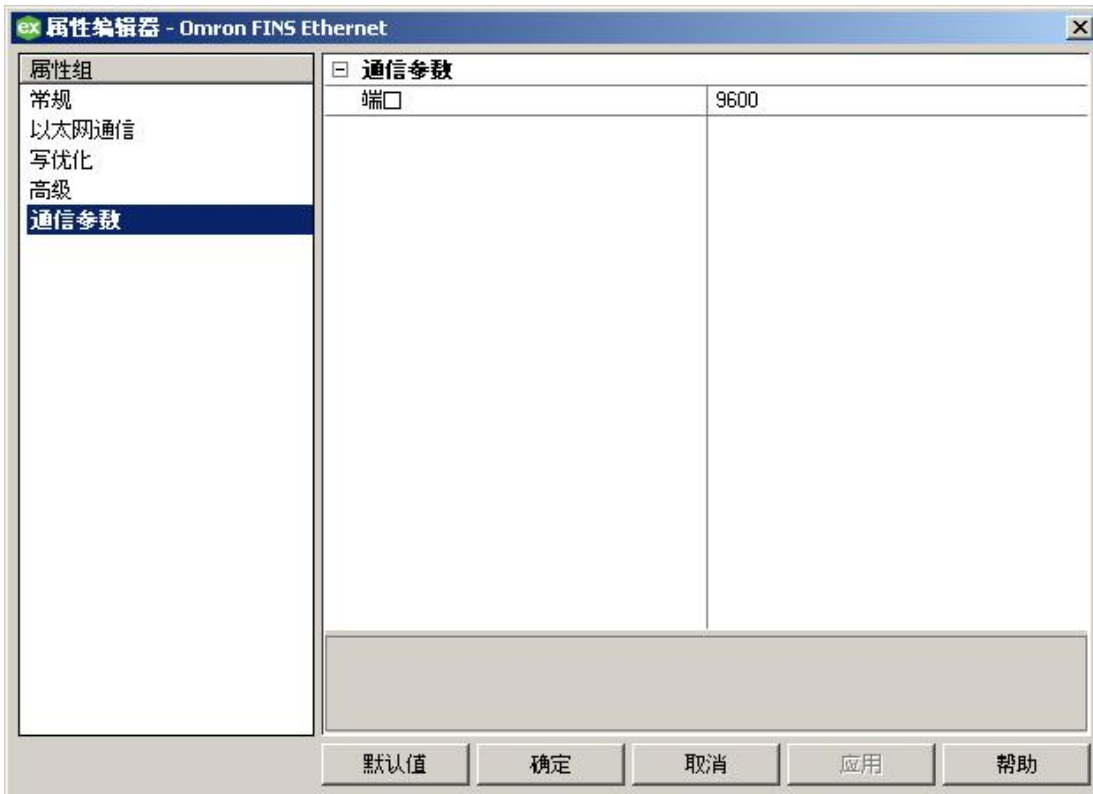 ex 属性编辑器 - Omron FINS Ethernet
属性组
常规
以太网通信
写优化
高级
通信参数
通信参数
端口 9600
默认值 确定 取消 应用 帮助